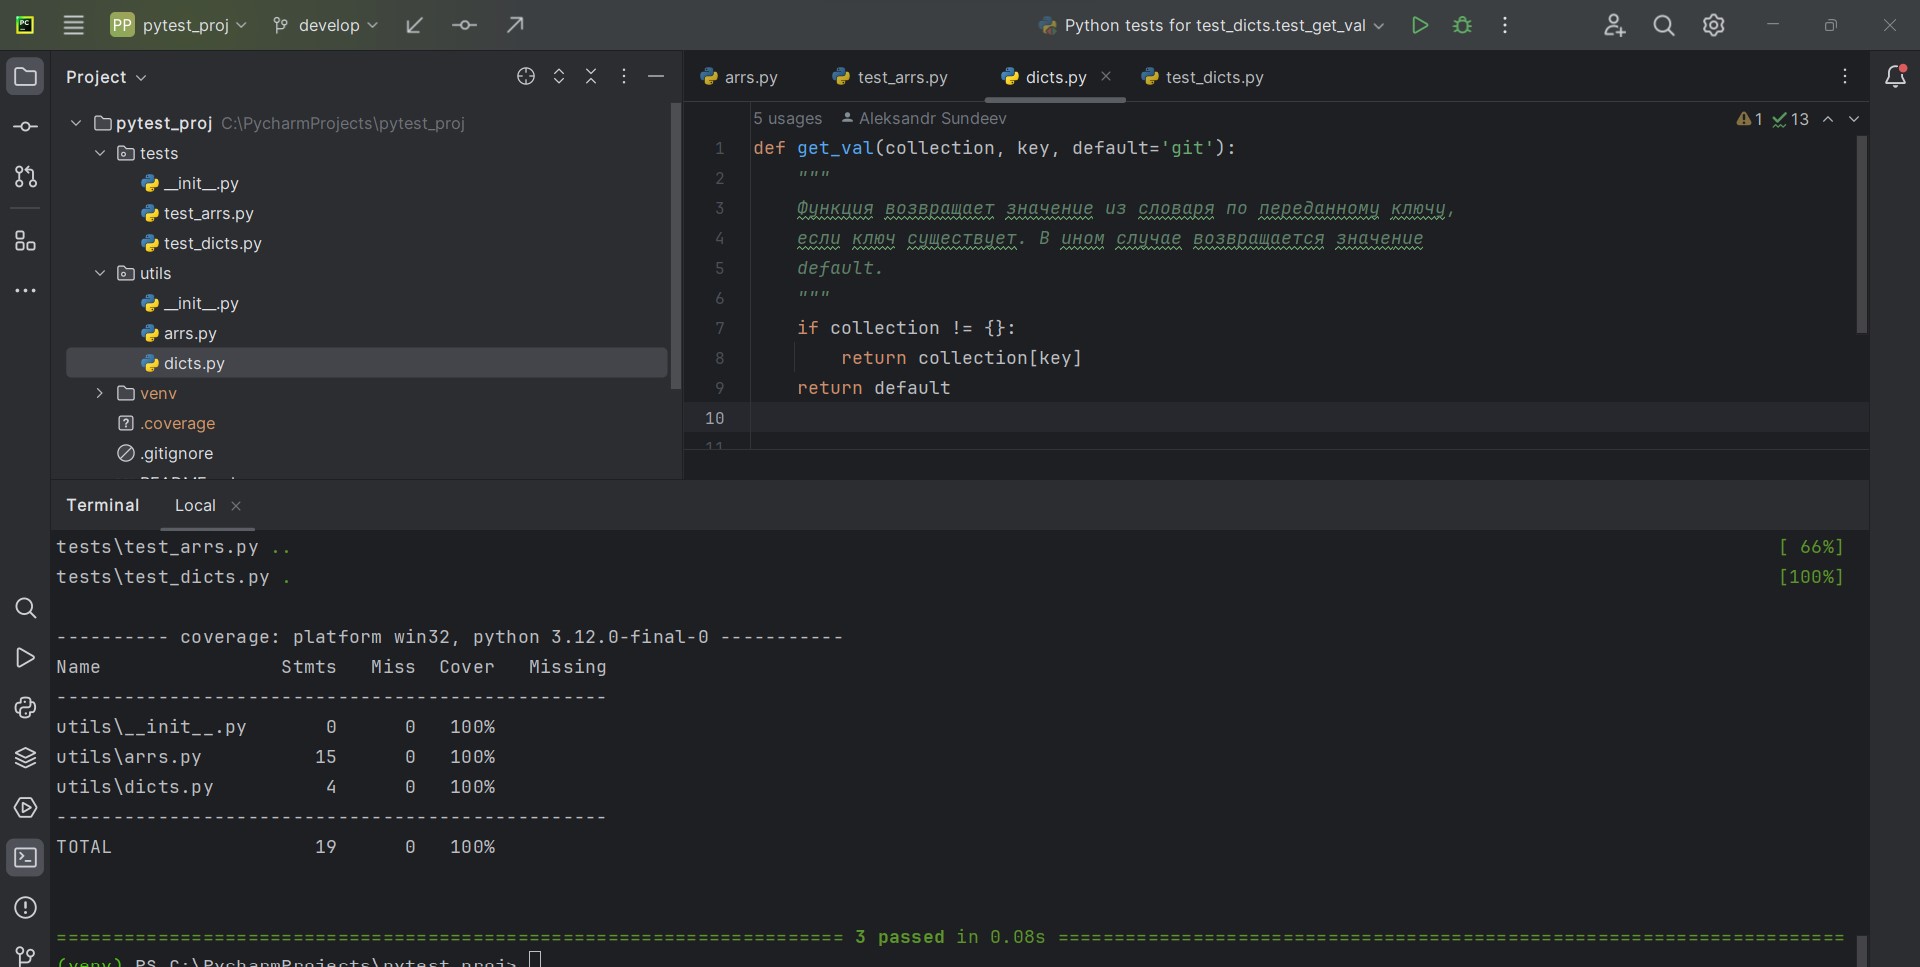 PP pytest_proj develop Python tests for test_dicts.test_get_val
Project
arrs.py test_arrs.py dicts.py test_dicts.py
pytest_proj C:\PycharmProjects\pytest_proj
tests
__init__.py
test_arrs.py
test_dicts.py
utils
__init__.py
arrs.py
dicts.py
venv
.coverage
.gitignore
5 usages Aleksandr Sundeev
1 13
1 def get_val(collection, key, default='git'):
2 """
3 Функция возвращает значение из словаря по переданному ключу,
4 если ключ существует. В ином случае возвращается значение
5 default.
6 """
7 if collection != {}:
8 return collection[key]
9 return default
10
11
Terminal Local
tests\test_arrs.py .. [ 66%]
tests\test_dicts.py . [100%]
---------- coverage: platform win32, python 3.12.0-final-0 -----------
Name Stmts Miss Cover Missing
-------------------------------------------------
utils\__init__.py 0 0 100%
utils\arrs.py 15 0 100%
utils\dicts.py 4 0 100%
-------------------------------------------------
TOTAL 19 0 100%
====================================================================== 3 passed in 0.08s ======================================================================
(venv) PS C:\PycharmProjects\pytest_proj>